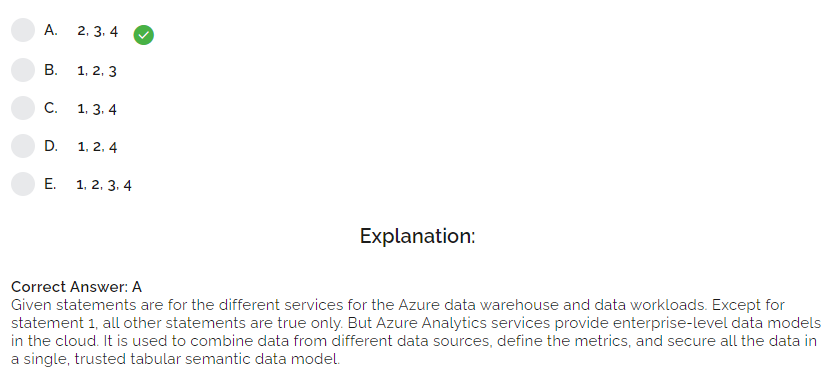 A. 2, 3, 4
B. 1, 2, 3
C. 1, 3, 4
D. 1, 2, 4
E. 1, 2, 3, 4
Explanation:
Correct Answer: A
Given statements are for the different services for the Azure data warehouse and data workloads. Except for
statement 1, all other statements are true only. But Azure Analytics services provide enterprise-level data models
in the cloud. It is used to combine data from different data sources, define the metrics, and secure all the data in
a single, trusted tabular semantic data model.